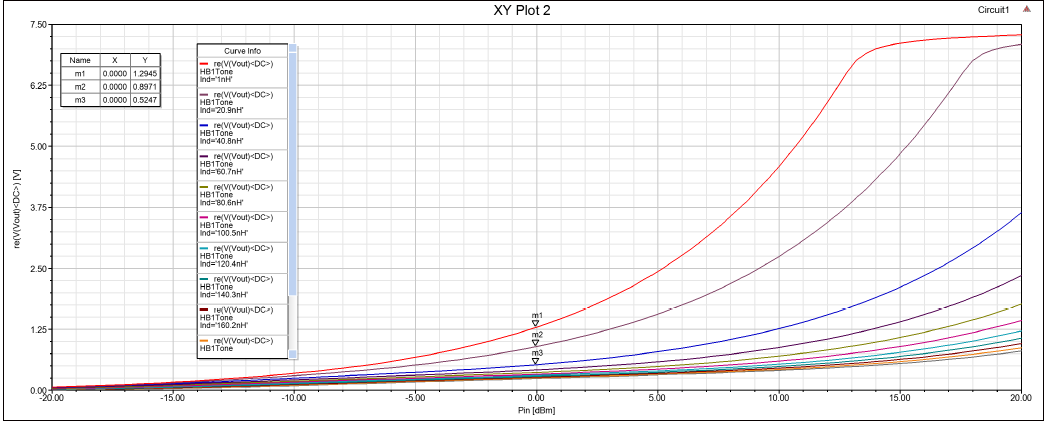 XY Plot 2
Circuit1
7.50
6.25
5.00
3.75
2.50
1.25
0.00
re(V(Vout)<DC>) [V]
Name X Y
m1 0.0000 1.2945
m2 0.0000 0.8971
m3 0.0000 0.5247
Curve Info
re(V(Vout)<DC>)
HB1Tone
Ind='1nH'
re(V(Vout)<DC>)
HB1Tone
Ind='20.9nH'
re(V(Vout)<DC>)
HB1Tone
Ind='40.8nH'
re(V(Vout)<DC>)
HB1Tone
Ind='60.7nH'
re(V(Vout)<DC>)
HB1Tone
Ind='80.6nH'
re(V(Vout)<DC>)
HB1Tone
Ind='100.5nH'
re(V(Vout)<DC>)
HB1Tone
Ind='120.4nH'
re(V(Vout)<DC>)
HB1Tone
Ind='140.3nH'
re(V(Vout)<DC>)
HB1Tone
Ind='160.2nH'
re(V(Vout)<DC>)
HB1Tone
m1
m2
m3
-20.00 -15.00 -10.00 -5.00 0.00 5.00 10.00 15.00 20.00
Pin [dBm]